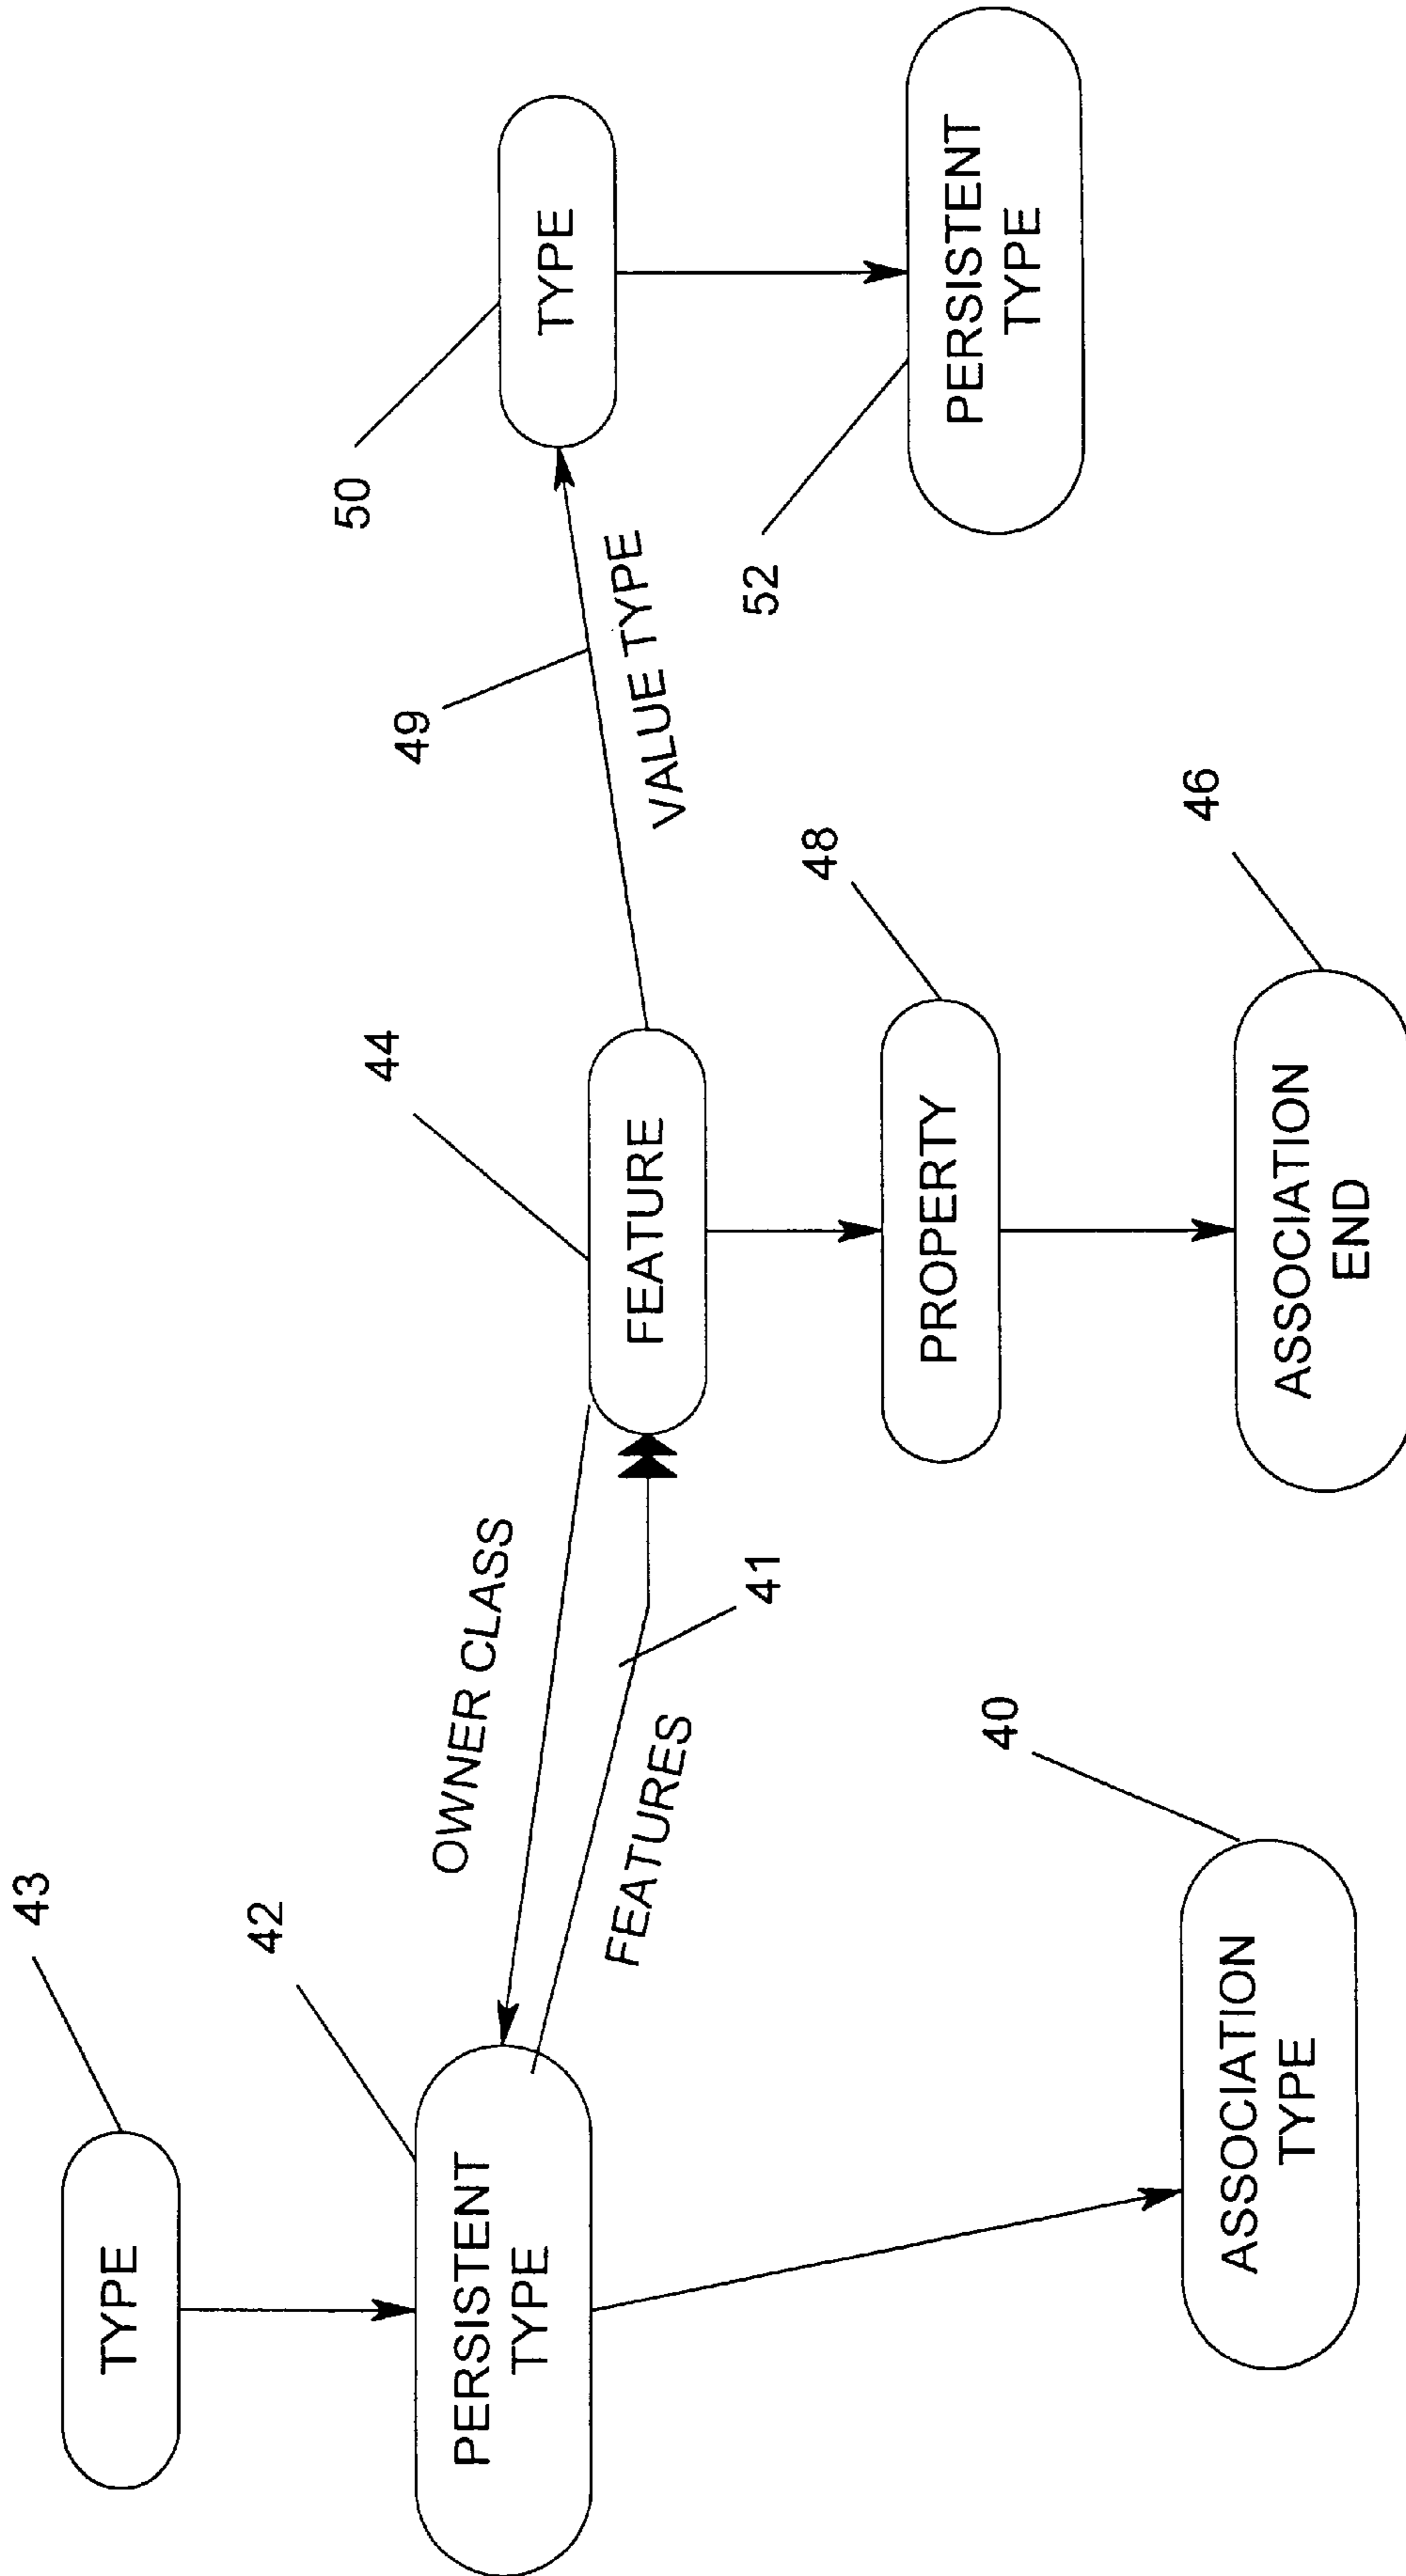 43
TYPE
42
PERSISTENT
TYPE
OWNER CLASS
FEATURES
41
40
ASSOCIATION
TYPE
44
FEATURE
48
PROPERTY
46
ASSOCIATION
END
49
VALUE TYPE
50
TYPE
52
PERSISTENT
TYPE